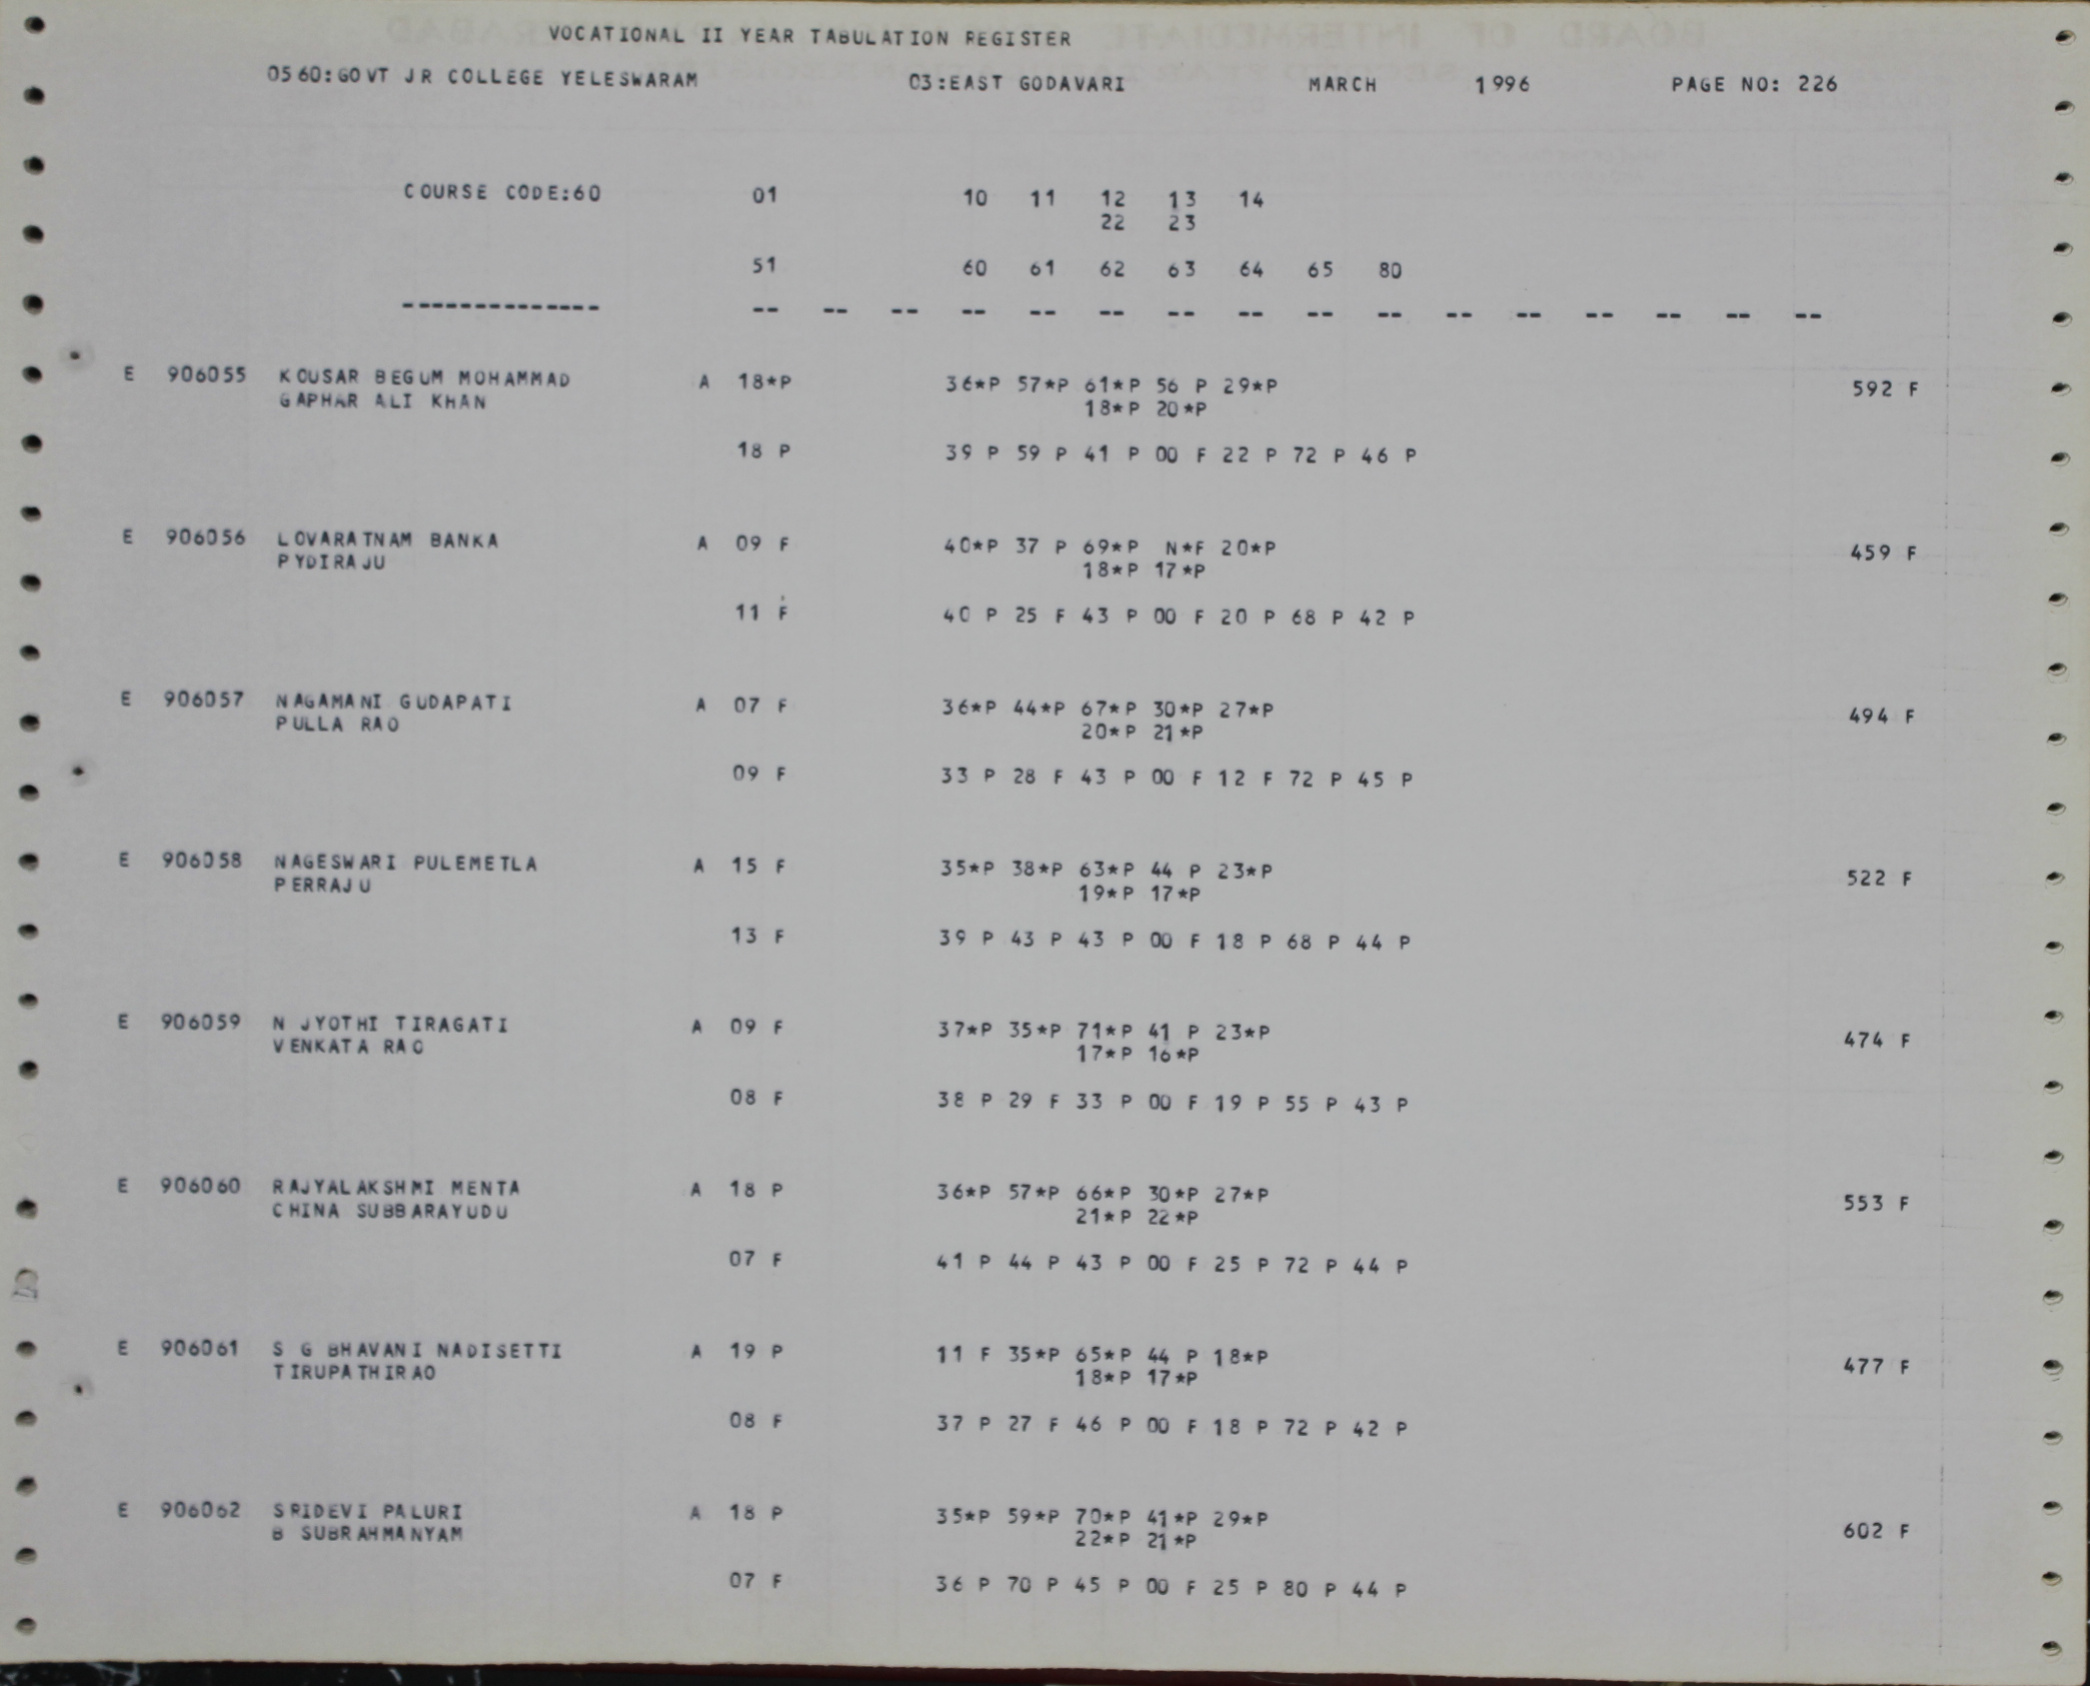 VOCATIONAL II YEAR TABULATION REGISTER
0560:GOVT JR COLLEGE YELESWARAM 03:EAST GODAVARI MARCH 1996 PAGE NO: 226
COURSE CODE:60 01 10 11 12 13 14
22 23
51 60 61 62 63 64 65 80
-------------- -- -- -- -- -- -- -- -- -- -- -- -- -- -- -- --
E 906055 KOUSAR BEGUM MOHAMMAD A 18*P 36*P 57*P 61*P 56 P 29*P 592 F
GAPHAR ALI KHAN 18*P 20*P
18 P 39 P 59 P 41 P 00 F 22 P 72 P 46 P
E 906056 LOVARATNAM BANKA A 09 F 40*P 37 P 69*P N*F 20*P 459 F
PYDIRAJU 18*P 17*P
11 F 40 P 25 F 43 P 00 F 20 P 68 P 42 P
E 906057 NAGAMANI GUDAPATI A 07 F 36*P 44*P 67*P 30*P 27*P 494 F
PULLA RAO 20*P 21*P
09 F 33 P 28 F 43 P 00 F 12 F 72 P 45 P
E 906058 NAGESWARI PULEMETLA A 15 F 35*P 38*P 63*P 44 P 23*P 522 F
PERRAJU 19*P 17*P
13 F 39 P 43 P 43 P 00 F 18 P 68 P 44 P
E 906059 N JYOTHI TIRAGATI A 09 F 37*P 35*P 71*P 41 P 23*P 474 F
VENKATA RAO 17*P 16*P
08 F 38 P 29 F 33 P 00 F 19 P 55 P 43 P
E 906060 RAJYALAKSHMI MENTA A 18 P 36*P 57*P 66*P 30*P 27*P 553 F
CHINA SUBBARAYUDU 21*P 22*P
07 F 41 P 44 P 43 P 00 F 25 P 72 P 44 P
E 906061 S G BHAVANI NADISETTI A 19 P 11 F 35*P 65*P 44 P 18*P 477 F
TIRUPATHIRAO 18*P 17*P
08 F 37 P 27 F 46 P 00 F 18 P 72 P 42 P
E 906062 SRIDEVI PALURI A 18 P 35*P 59*P 70*P 41*P 29*P 602 F
B SUBRAHMANYAM 22*P 21*P
07 F 36 P 70 P 45 P 00 F 25 P 80 P 44 P